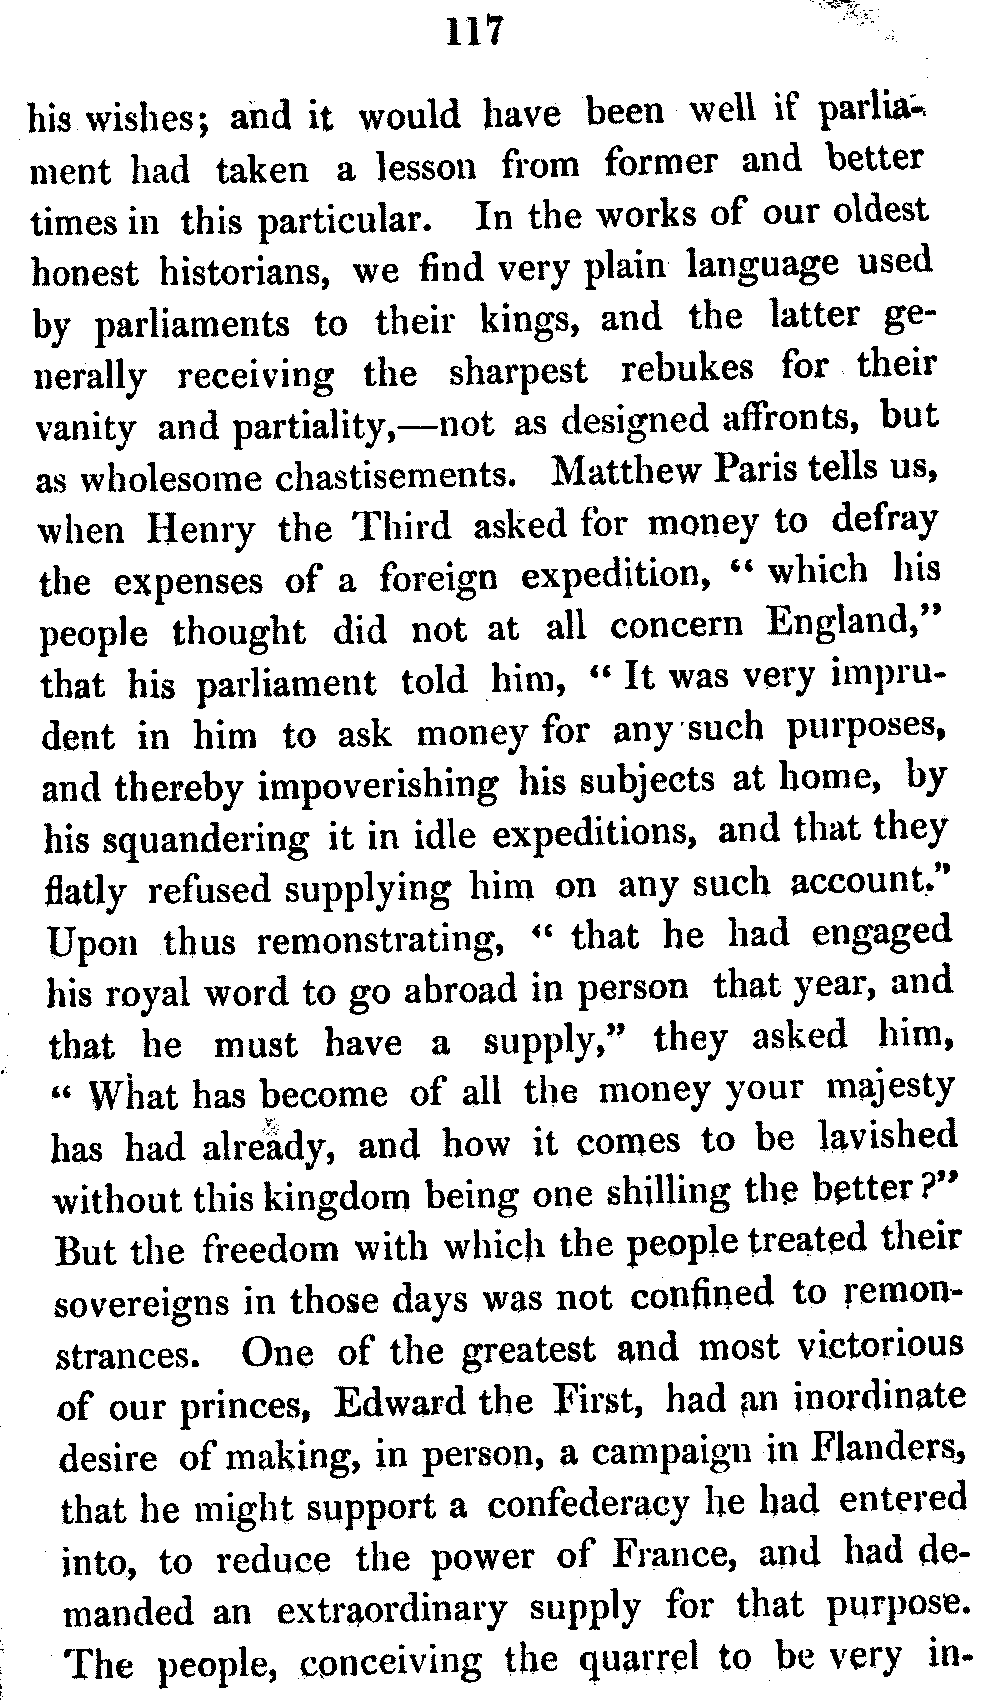 117
his wishes; and it would have been well if parlia-
ment had taken a lesson from former and better
times in this particular. In the works of our oldest
honest historians, we find very plain language used
by parliaments to their kings, and the latter ge-
nerally receiving the sharpest rebukes for their
vanity and partiality,—not as designed affronts, but
as wholesome chastisements. Matthew Paris tells us,
when Henry the Third asked for money to defray
the expenses of a foreign expedition, “ which his
people thought did not at all concern England,”
that his parliament told him, “ It was very impru-
dent in him to ask money for any such purposes,
and thereby impoverishing his subjects at home, by
his squandering it in idle expeditions, and that they
flatly refused supplying him on any such account.”
Upon thus remonstrating, “ that he had engaged
his royal word to go abroad in person that year, and
that he must have a supply,” they asked him,
“ What has become of all the money your majesty
has had already, and how it comes to be lavished
without this kingdom being one shilling the better ?”
But the freedom with which the people treated their
sovereigns in those days was not confined to remon-
strances. One of the greatest and most victorious
of our princes, Edward the First, had an inordinate
desire of making, in person, a campaign in Flanders,
that he might support a confederacy he had entered
into, to reduce the power of France, and had de-
manded an extraordinary supply for that purpose.
The people, conceiving the quarrel to be very in-